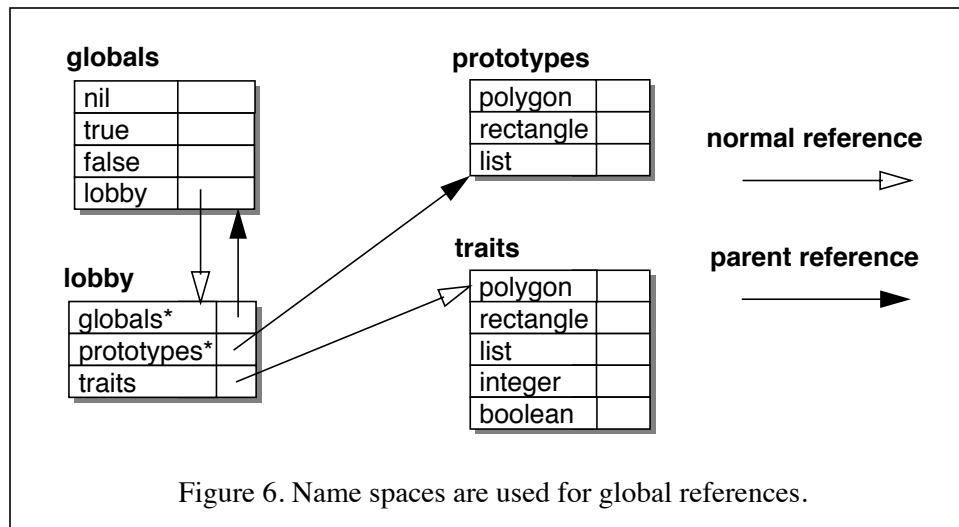 globals
nil
true
false
lobby
lobby
globals*
prototypes*
traits
prototypes
polygon
rectangle
list
traits
polygon
rectangle
list
integer
boolean
normal reference
parent reference
Figure 6. Name spaces are used for global references.